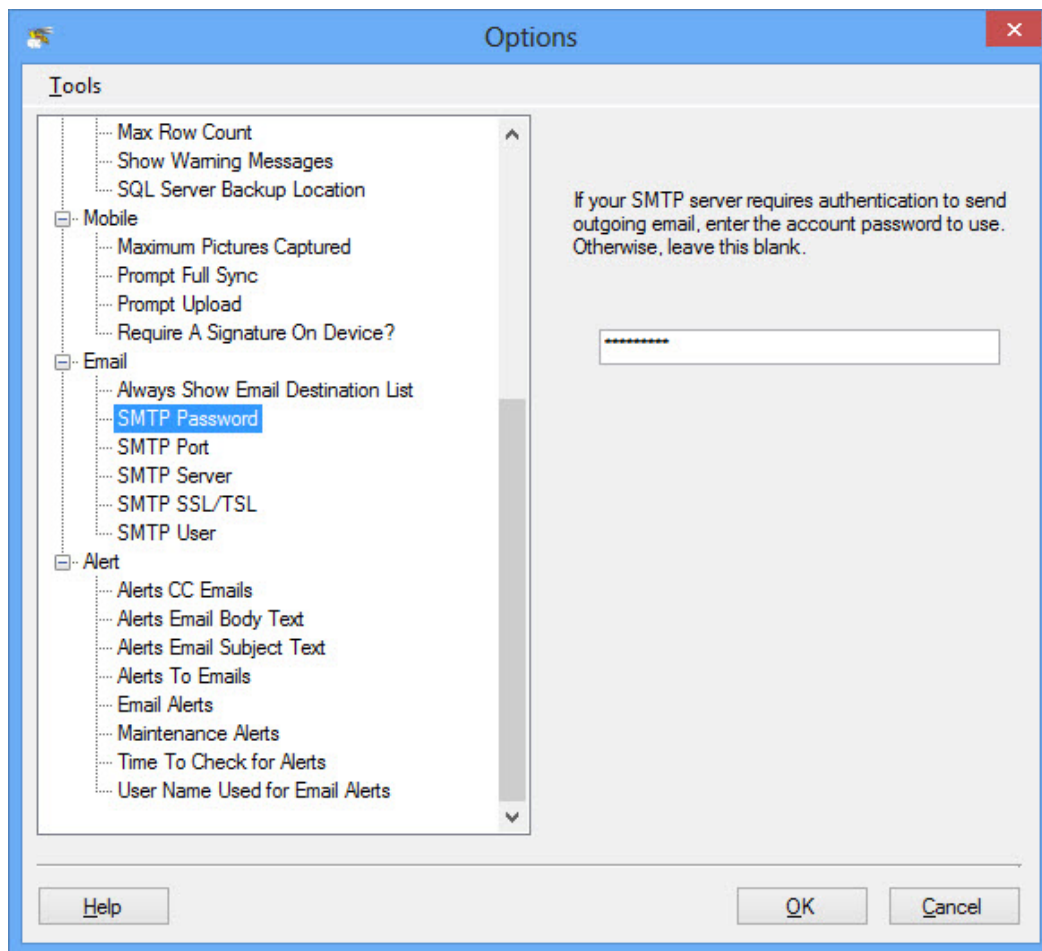 Options
Tools
Max Row Count
Show Warning Messages
SQL Server Backup Location
Mobile
Maximum Pictures Captured
Prompt Full Sync
Prompt Upload
Require A Signature On Device?
Email
Always Show Email Destination List
SMTP Password
SMTP Port
SMTP Server
SMTP SSL/TSL
SMTP User
Alert
Alerts CC Emails
Alerts Email Body Text
Alerts Email Subject Text
Alerts To Emails
Email Alerts
Maintenance Alerts
Time To Check for Alerts
User Name Used for Email Alerts
If your SMTP server requires authentication to send
outgoing email, enter the account password to use.
Otherwise, leave this blank.
*********
Help
OK
Cancel